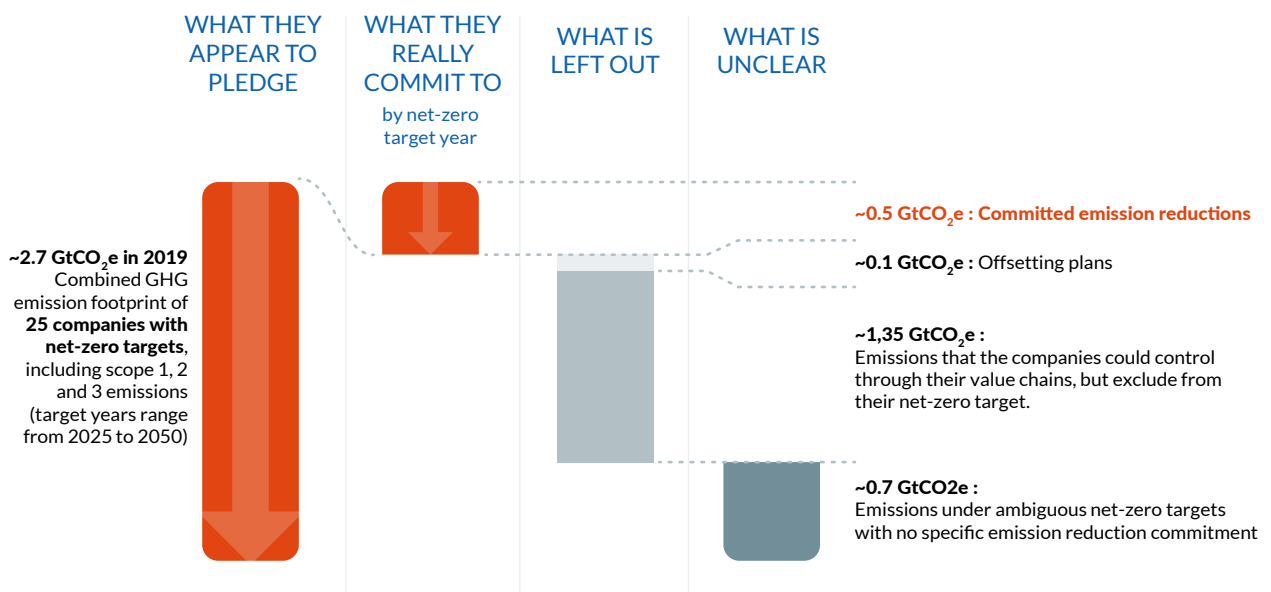 WHAT THEY
APPEAR TO
PLEDGE
WHAT THEY
REALLY
COMMIT TO
by net-zero
target year
WHAT IS
LEFT OUT
WHAT IS
UNCLEAR
~2.7 GtCO₂e in 2019
Combined GHG
emission footprint of
25 companies with
net-zero targets,
including scope 1, 2
and 3 emissions
(target years range
from 2025 to 2050)
~0.5 GtCO₂e : Committed emission reductions
~0.1 GtCO₂e : Offsetting plans
~1,35 GtCO₂e :
Emissions that the companies could control
through their value chains, but exclude from
their net-zero target.
~0.7 GtCO2e :
Emissions under ambiguous net-zero targets
with no specific emission reduction commitment